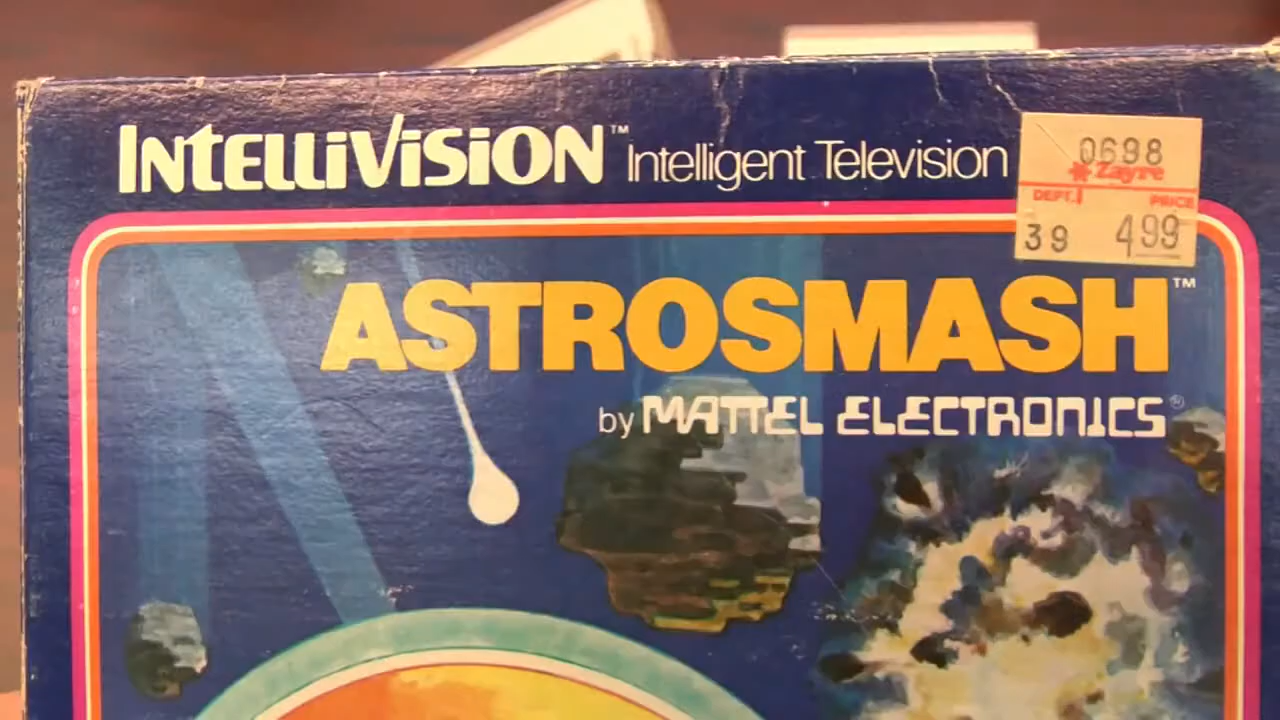 INTELLIVISION™ Intelligent Television
0698
Zayre
DEPT. PRICE
39 499
ASTROSMASH™
by MATTEL ELECTRONICS®